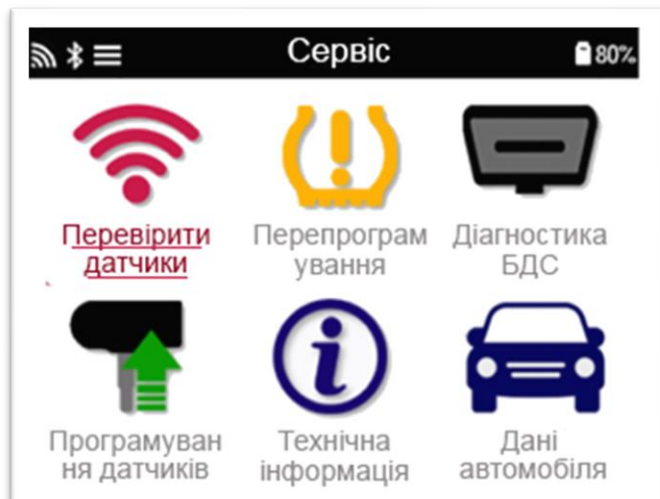 Сервіс
80%
Перевірити
датчики
Перепрограм
ування
Діагностика
БДС
Програмуван
ня датчиків
Технічна
інформація
Дані
автомобіля